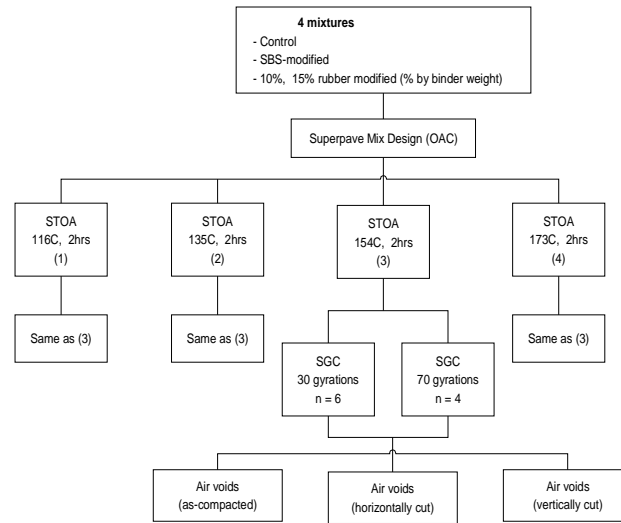 4 mixtures
- Control
- SBS-modified
- 10%, 15% rubber modified (% by binder weight)
Superpave Mix Design (OAC)
STOA
116C, 2hrs
(1)
STOA
135C, 2hrs
(2)
STOA
154C, 2hrs
(3)
STOA
173C, 2hrs
(4)
Same as (3)
Same as (3)
Same as (3)
SGC
30 gyrations
n = 6
SGC
70 gyrations
n = 4
Air voids
(as-compacted)
Air voids
(horizontally cut)
Air voids
(vertically cut)